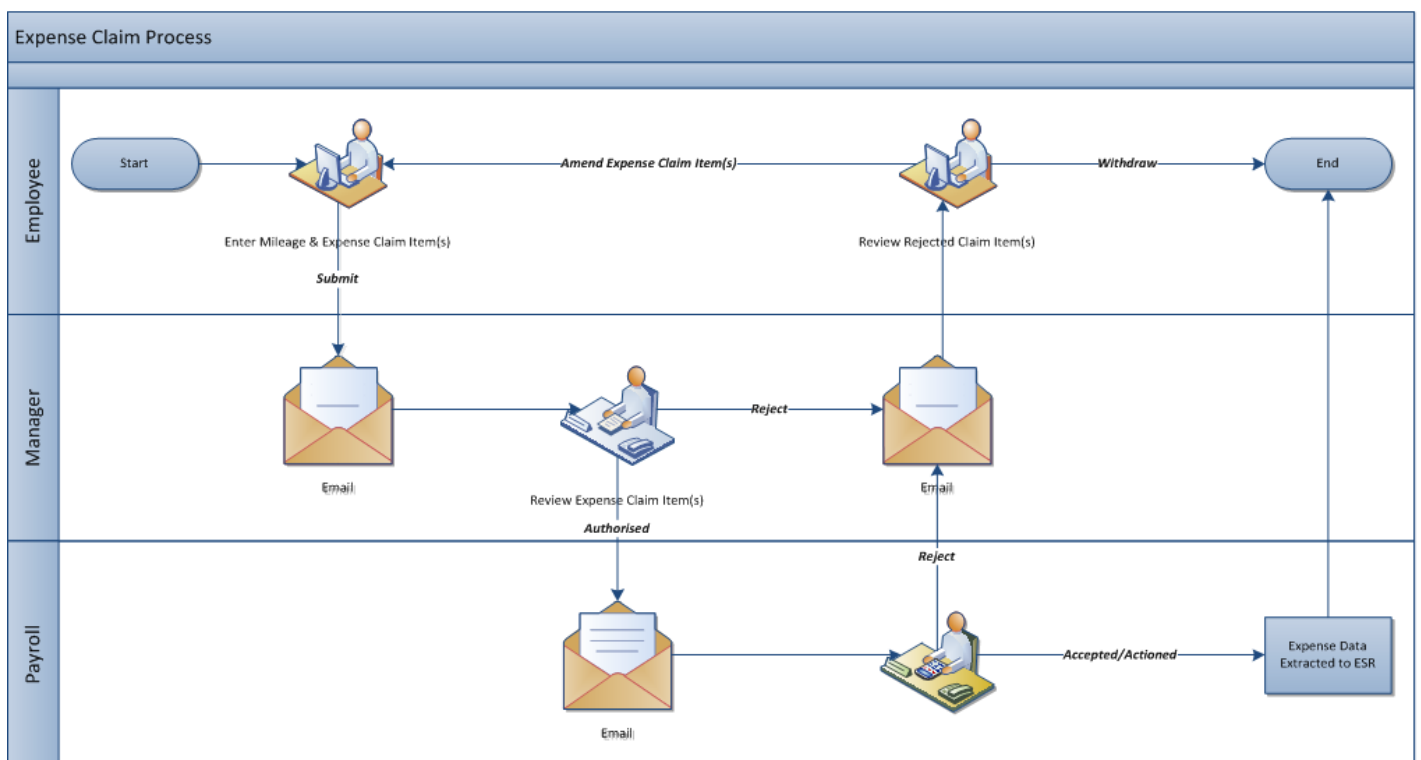 Expense Claim Process
Employee
Start
Amend Expense Claim Item(s)
Withdraw
End
Enter Mileage & Expense Claim Item(s)
Review Rejected Claim Item(s)
Submit
Manager
Reject
Email
Email
Review Expense Claim Item(s)
Authorised
Payroll
Reject
Accepted/Actioned
Expense Data
Extracted to ESR
Email